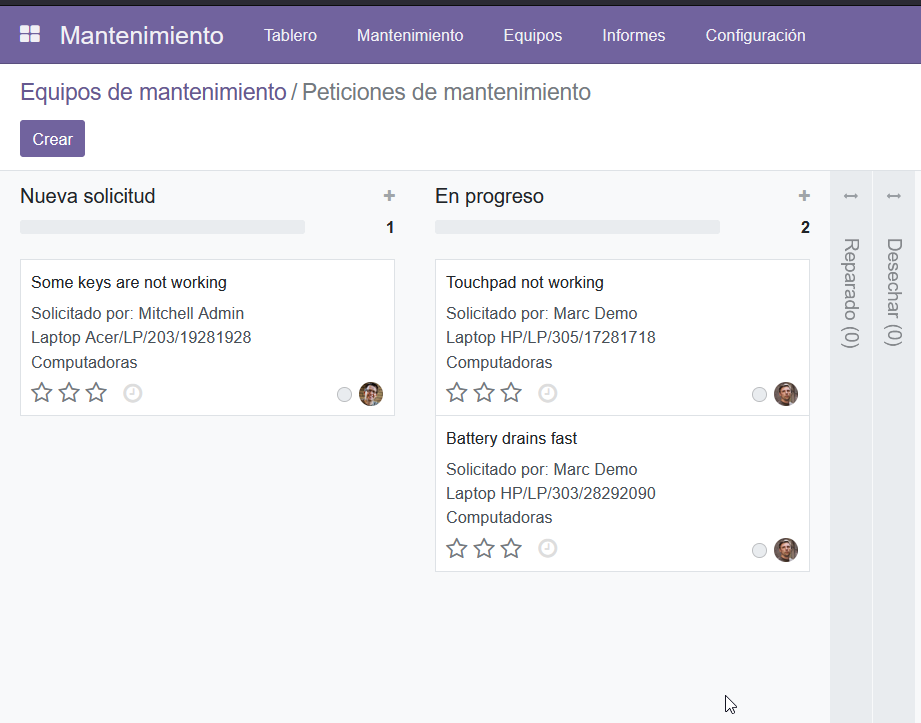 Mantenimiento Tablero Mantenimiento Equipos Informes Configuración
Equipos de mantenimiento / Peticiones de mantenimiento
Crear
Nueva solicitud
1
Some keys are not working
Solicitado por: Mitchell Admin
Laptop Acer/LP/203/19281928
Computadoras
En progreso
2
Touchpad not working
Solicitado por: Marc Demo
Laptop HP/LP/305/17281718
Computadoras
Battery drains fast
Solicitado por: Marc Demo
Laptop HP/LP/303/28292090
Computadoras
Reparado (0)
Desechar (0)